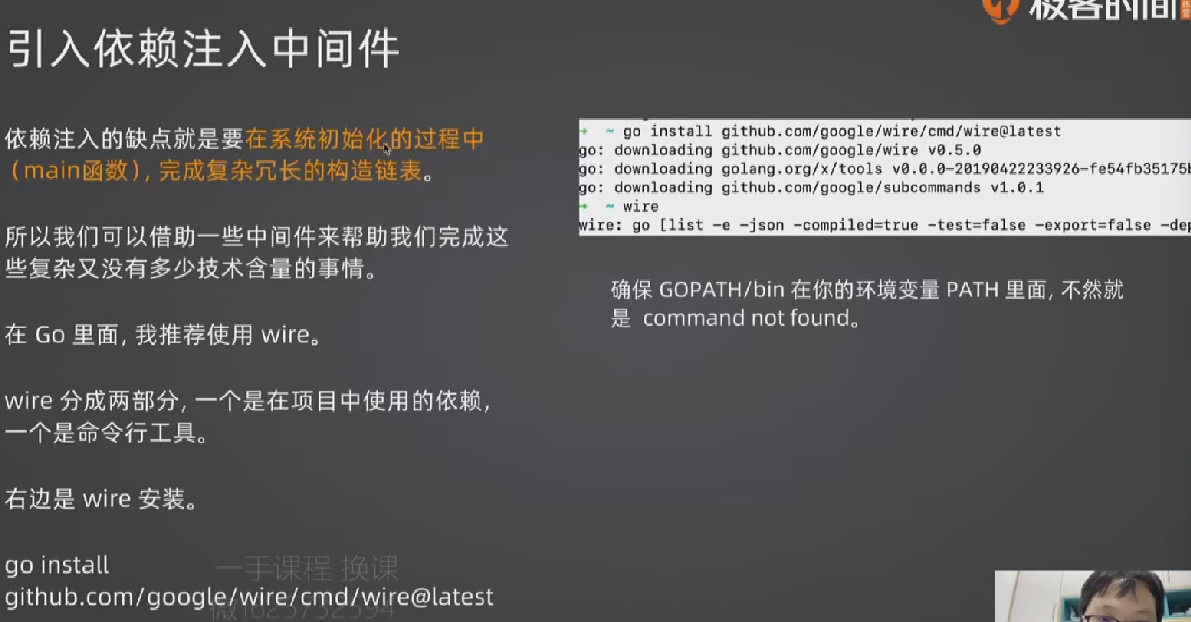 极客时间
引入依赖注入中间件
依赖注入的缺点就是要在系统初始化的过程中
（main函数）, 完成复杂冗长的构造链表。
所以我们可以借助一些中间件来帮助我们完成这
些复杂又没有多少技术含量的事情。
在 Go 里面, 我推荐使用 wire。
wire 分成两部分, 一个是在项目中使用的依赖,
一个是命令行工具。
右边是 wire 安装。
go install
github.com/google/wire/cmd/wire@latest
一手课程 换课
→ ~ go install github.com/google/wire/cmd/wire@latest
go: downloading github.com/google/wire v0.5.0
go: downloading golang.org/x/tools v0.0.0-20190422233926-fe54fb35175b
go: downloading github.com/google/subcommands v1.0.1
→ ~ wire
wire: go [list -e -json -compiled=true -test=false -export=false -dep
确保 GOPATH/bin 在你的环境变量 PATH 里面, 不然就
是 command not found。